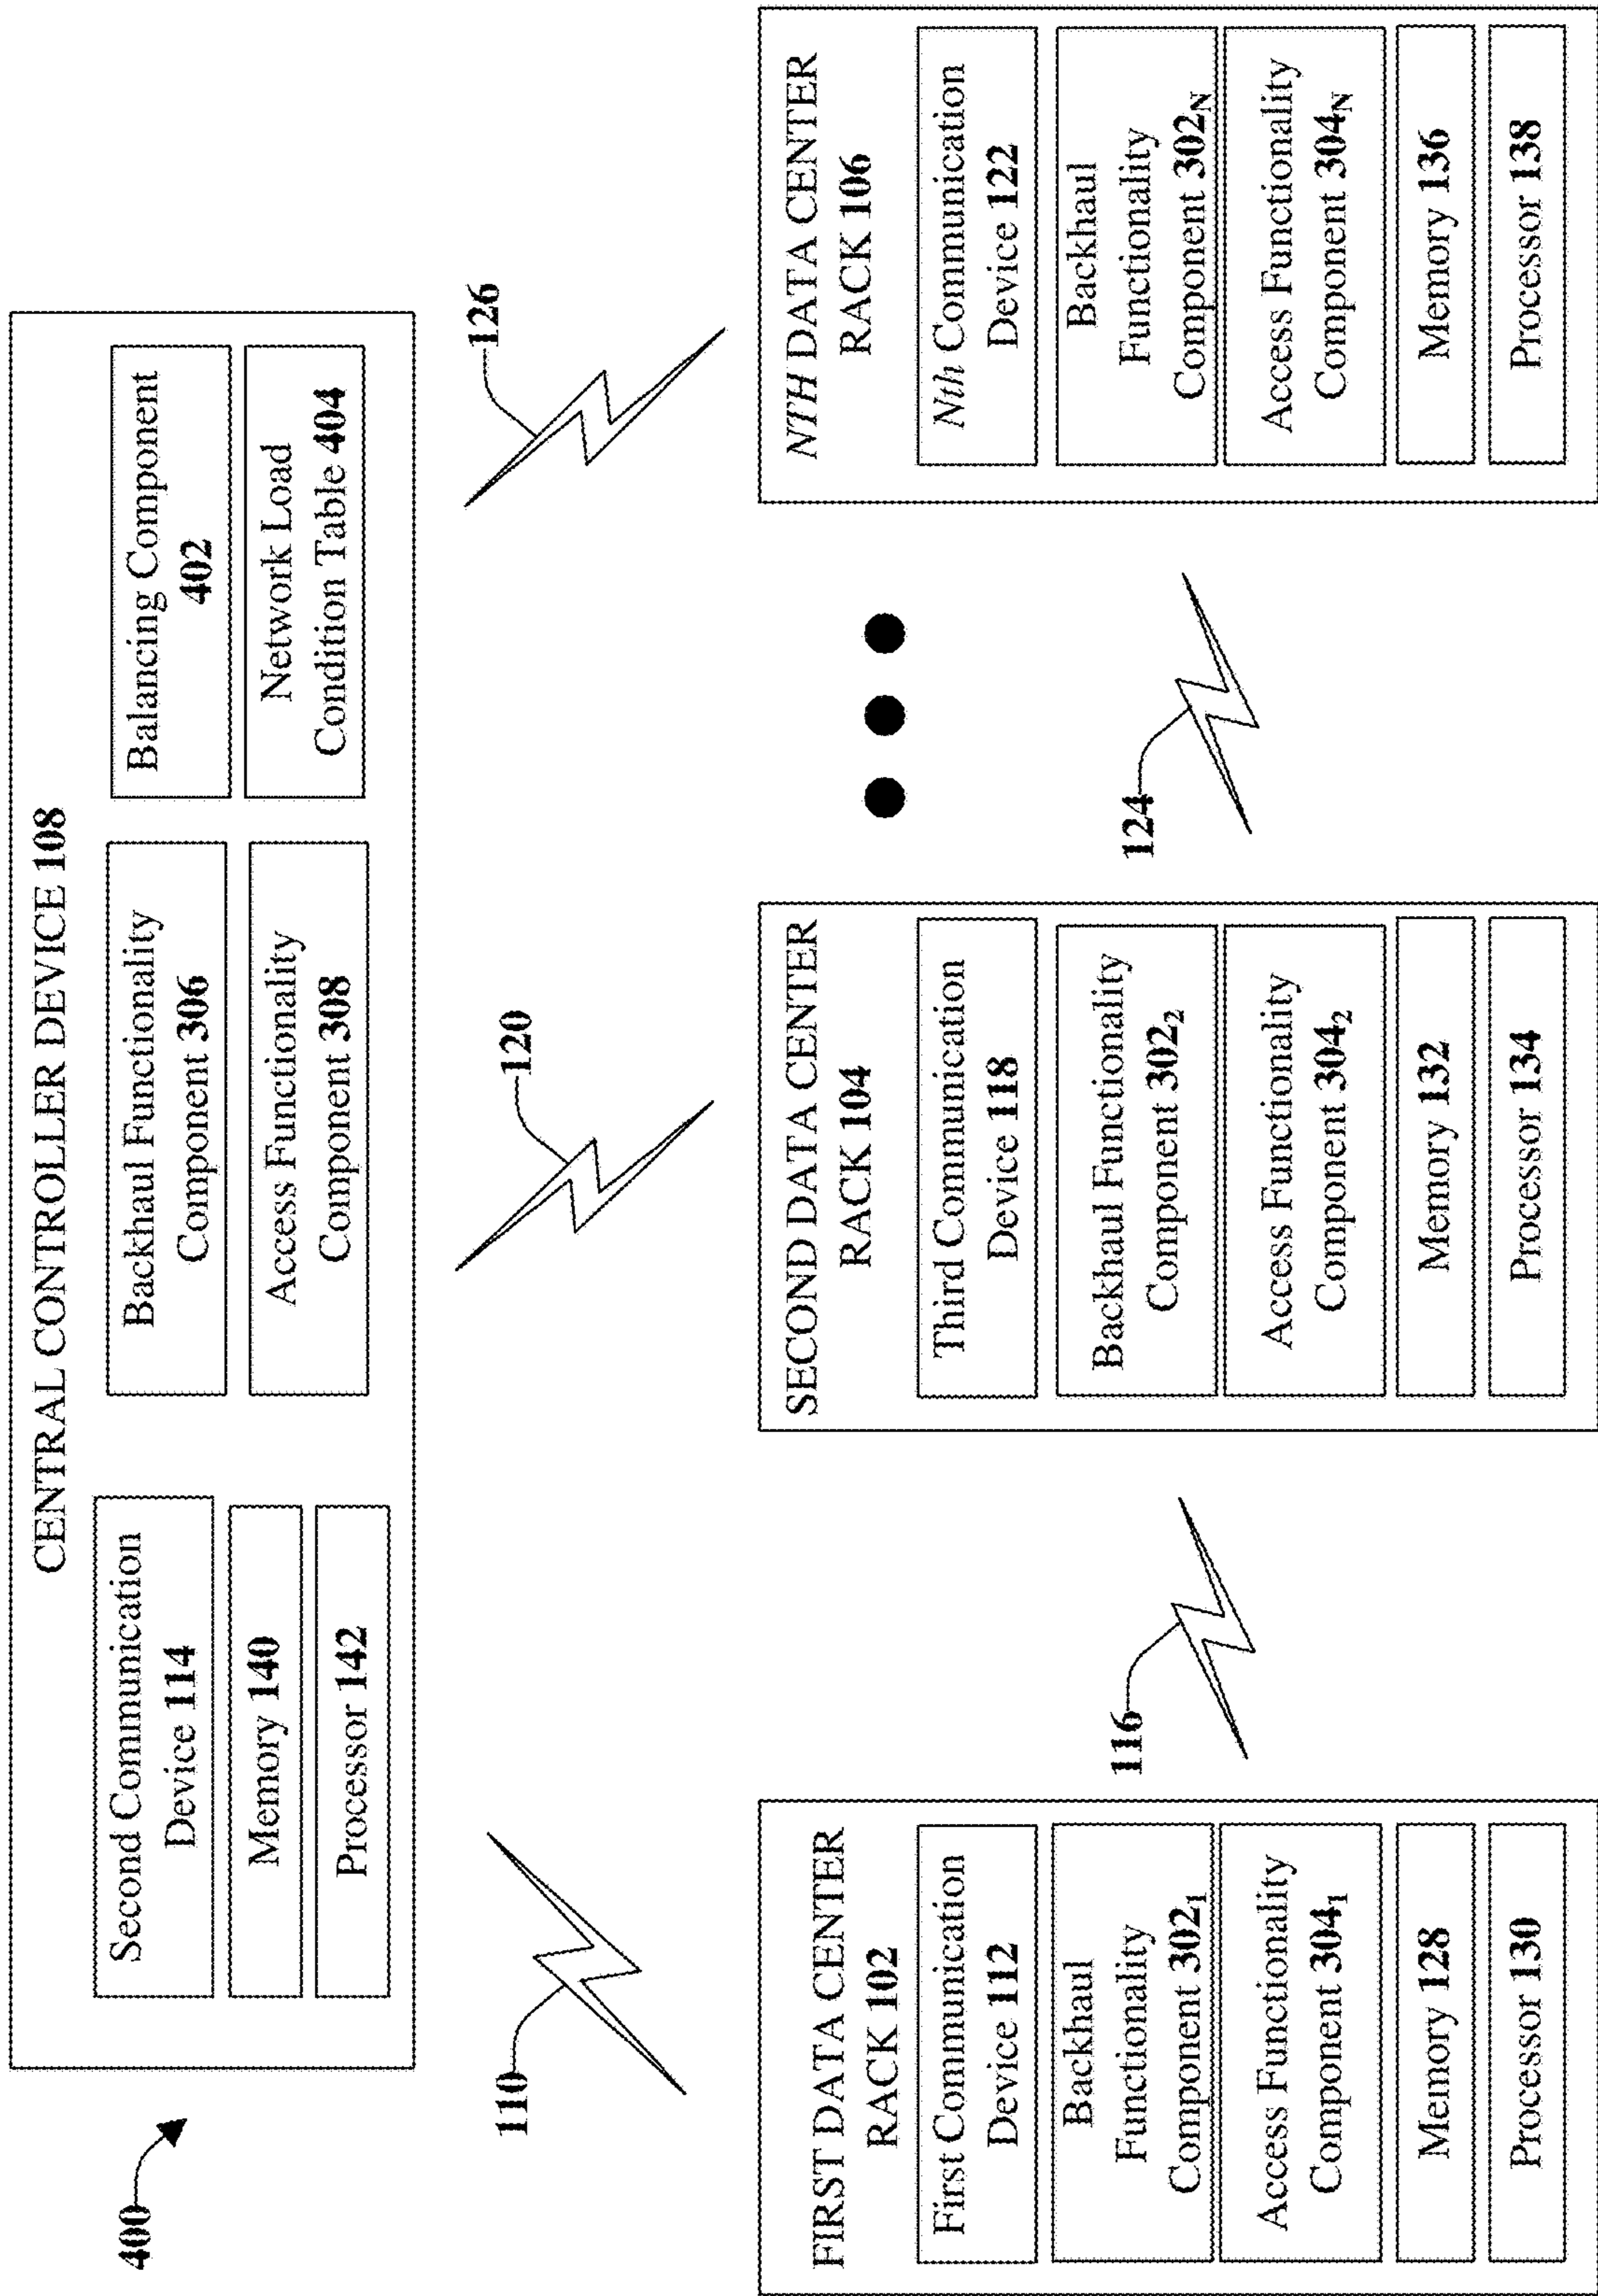 400
CENTRAL CONTROLLER DEVICE 108
Second Communication
Device 114
Memory 140
Processor 142
Backhaul Functionality
Component 306
Access Functionality
Component 308
Balancing Component
402
Network Load
Condition Table 404
110
120
126
FIRST DATA CENTER
RACK 102
First Communication
Device 112
Backhaul
Functionality
Component 302₁
Access Functionality
Component 304₁
Memory 128
Processor 130
116
SECOND DATA CENTER
RACK 104
Third Communication
Device 118
Backhaul Functionality
Component 302₂
Access Functionality
Component 304₂
Memory 132
Processor 134
124
NTH DATA CENTER
RACK 106
Nth Communication
Device 122
Backhaul
Functionality
Component 302N
Access Functionality
Component 304N
Memory 136
Processor 138